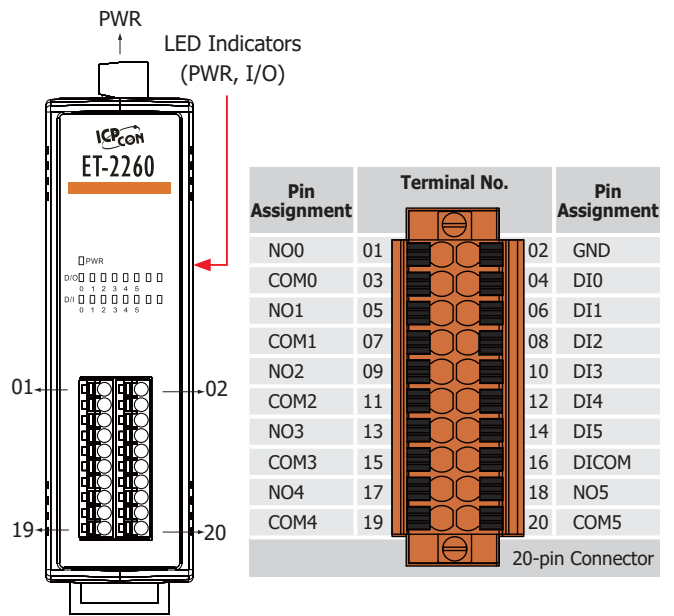 PWR
LED Indicators
(PWR, I/O)
ICP CON
ET-2260
PWR
D/O
0 1 2 3 4 5
D/I
0 1 2 3 4 5
01
02
19
20
Pin Assignment Terminal No. Pin Assignment
NO0 01 02 GND
COM0 03 04 DI0
NO1 05 06 DI1
COM1 07 08 DI2
NO2 09 10 DI3
COM2 11 12 DI4
NO3 13 14 DI5
COM3 15 16 DICOM
NO4 17 18 NO5
COM4 19 20 COM5
20-pin Connector